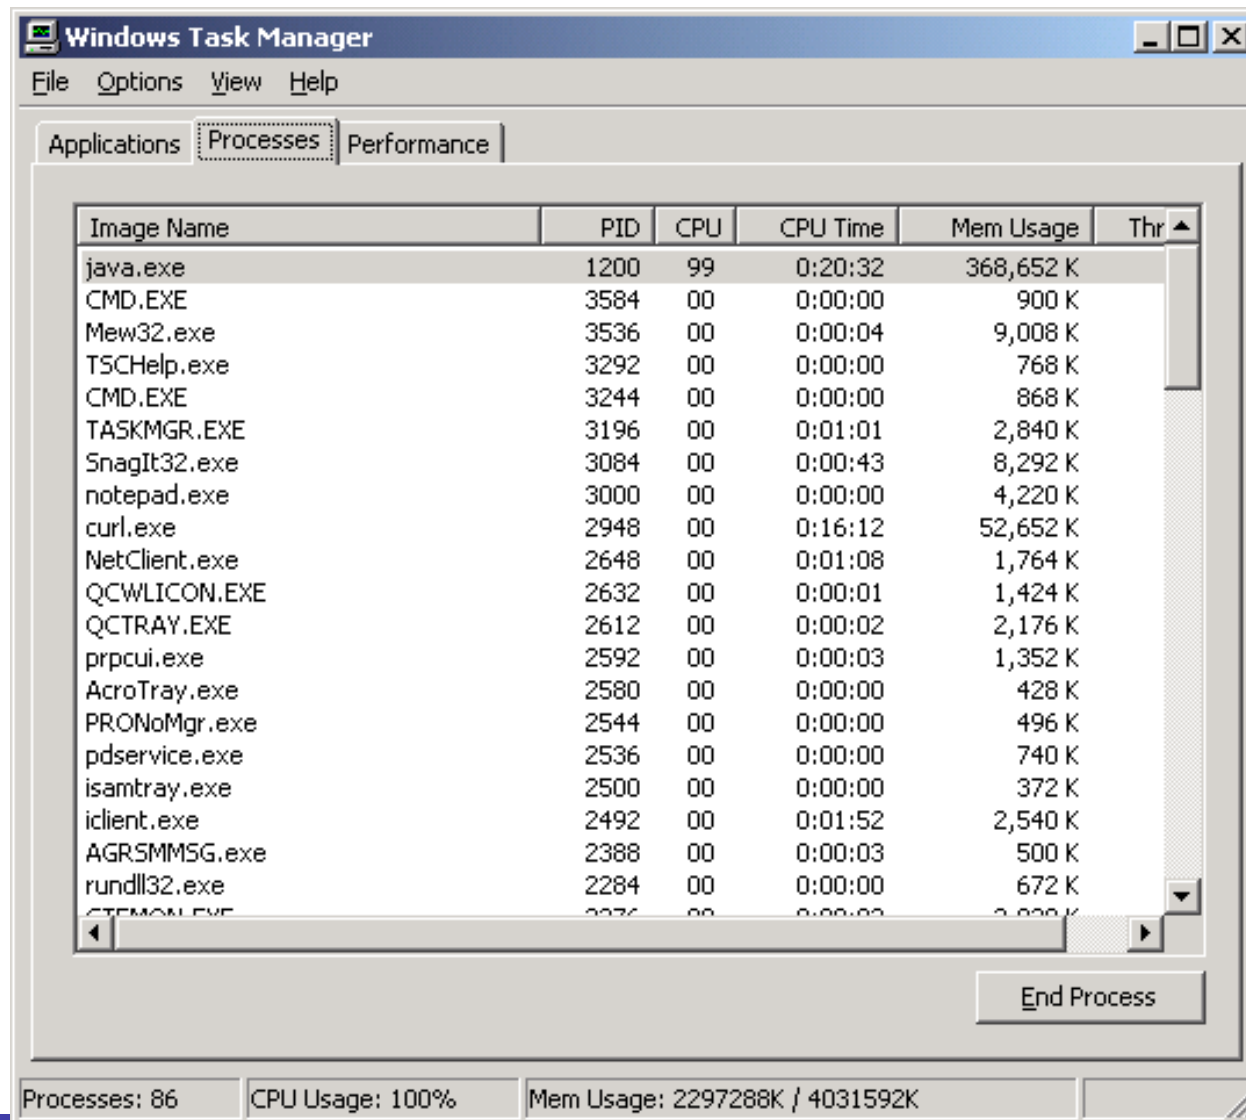 Windows Task Manager
File Options View Help
Applications Processes Performance
Image Name PID CPU CPU Time Mem Usage Thr
java.exe 1200 99 0:20:32 368,652 K
CMD.EXE 3584 00 0:00:00 900 K
Mew32.exe 3536 00 0:00:04 9,008 K
TSCHelp.exe 3292 00 0:00:00 768 K
CMD.EXE 3244 00 0:00:00 868 K
TASKMGR.EXE 3196 00 0:01:01 2,840 K
SnagIt32.exe 3084 00 0:00:43 8,292 K
notepad.exe 3000 00 0:00:00 4,220 K
curl.exe 2948 00 0:16:12 52,652 K
NetClient.exe 2648 00 0:01:08 1,764 K
QCWLICON.EXE 2632 00 0:00:01 1,424 K
QCTRAY.EXE 2612 00 0:00:02 2,176 K
prpcui.exe 2592 00 0:00:03 1,352 K
AcroTray.exe 2580 00 0:00:00 428 K
PRONoMgr.exe 2544 00 0:00:00 496 K
pdservice.exe 2536 00 0:00:00 740 K
isamtray.exe 2500 00 0:00:00 372 K
iclient.exe 2492 00 0:01:52 2,540 K
AGRSMMSG.exe 2388 00 0:00:03 500 K
rundll32.exe 2284 00 0:00:00 672 K
End Process
Processes: 86 CPU Usage: 100% Mem Usage: 2297288K / 4031592K